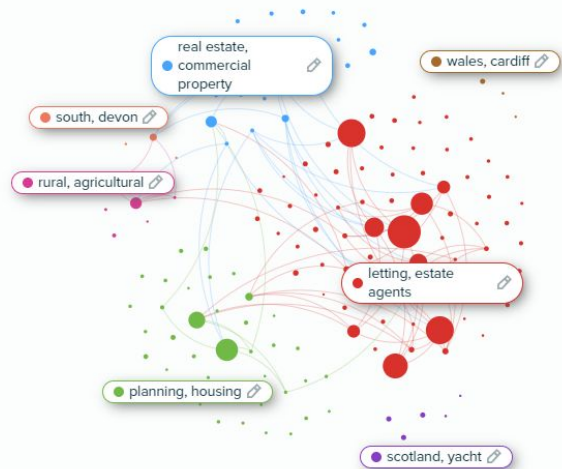 real estate,
commercial
property
wales, cardiff
south, devon
rural, agricultural
letting, estate
agents
planning, housing
scotland, yacht